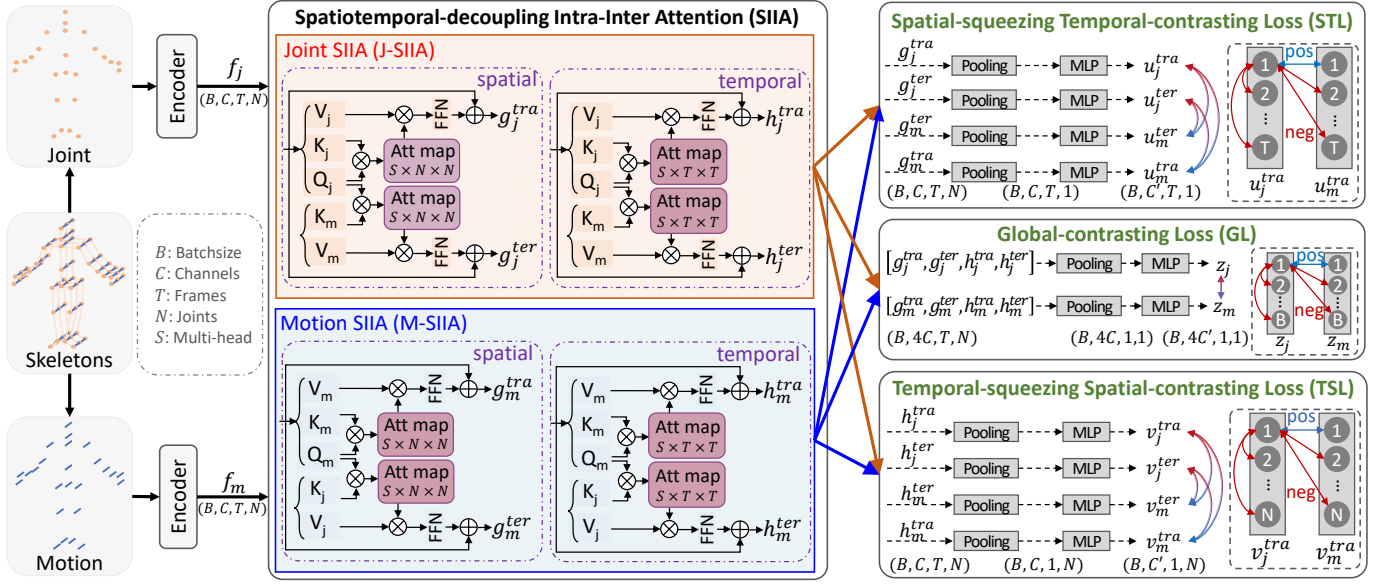 Joint
Skeletons
Motion
B: Batchsize
C: Channels
T: Frames
N: Joints
S: Multi-head
Encoder
f_j
(B,C,T,N)
Encoder
f_m
(B,C,T,N)
Spatiotemporal-decoupling Intra-Inter Attention (SIIA)
Joint SIIA (J-SIIA)
spatial
V_j
K_j
Q_j
K_m
V_m
Att map
S × N × N
Att map
S × N × N
FFN
FFN
g_j^{tra}
g_j^{ter}
temporal
V_j
K_j
Q_j
K_m
V_m
Att map
S × T × T
Att map
S × T × T
FFN
FFN
h_j^{tra}
h_j^{ter}
Motion SIIA (M-SIIA)
spatial
V_m
K_m
Q_m
K_j
V_j
Att map
S × N × N
Att map
S × N × N
FFN
FFN
g_m^{tra}
g_m^{ter}
temporal
V_m
K_m
Q_m
K_j
V_j
Att map
S × T × T
Att map
S × T × T
FFN
FFN
h_m^{tra}
h_m^{ter}
Spatial-squeezing Temporal-contrasting Loss (STL)
g_j^{tra} Pooling MLP u_j^{tra}
g_j^{ter} Pooling MLP u_j^{ter}
g_m^{ter} Pooling MLP u_m^{ter}
g_m^{tra} Pooling MLP u_m^{tra}
(B,C,T,N) (B,C,T,1) (B,C',T,1)
pos
1 1
2 2
⋮ ⋮
neg
T T
u_j^{tra} u_m^{tra}
Global-contrasting Loss (GL)
[g_j^{tra},g_j^{ter},h_j^{tra},h_j^{ter}] Pooling MLP z_j
[g_m^{tra},g_m^{ter},h_m^{tra},h_m^{ter}] Pooling MLP z_m
(B,4C,T,N) (B,4C,1,1) (B,4C',1,1)
pos
1 1
2 2
⋮ ⋮
neg
B B
z_j z_m
Temporal-squeezing Spatial-contrasting Loss (TSL)
h_j^{tra} Pooling MLP v_j^{tra}
h_j^{ter} Pooling MLP v_j^{ter}
h_m^{ter} Pooling MLP v_m^{ter}
h_m^{tra} Pooling MLP v_m^{tra}
(B,C,T,N) (B,C,1,N) (B,C',1,N)
pos
1 1
2 2
⋮ ⋮
neg
N N
v_j^{tra} v_m^{tra}